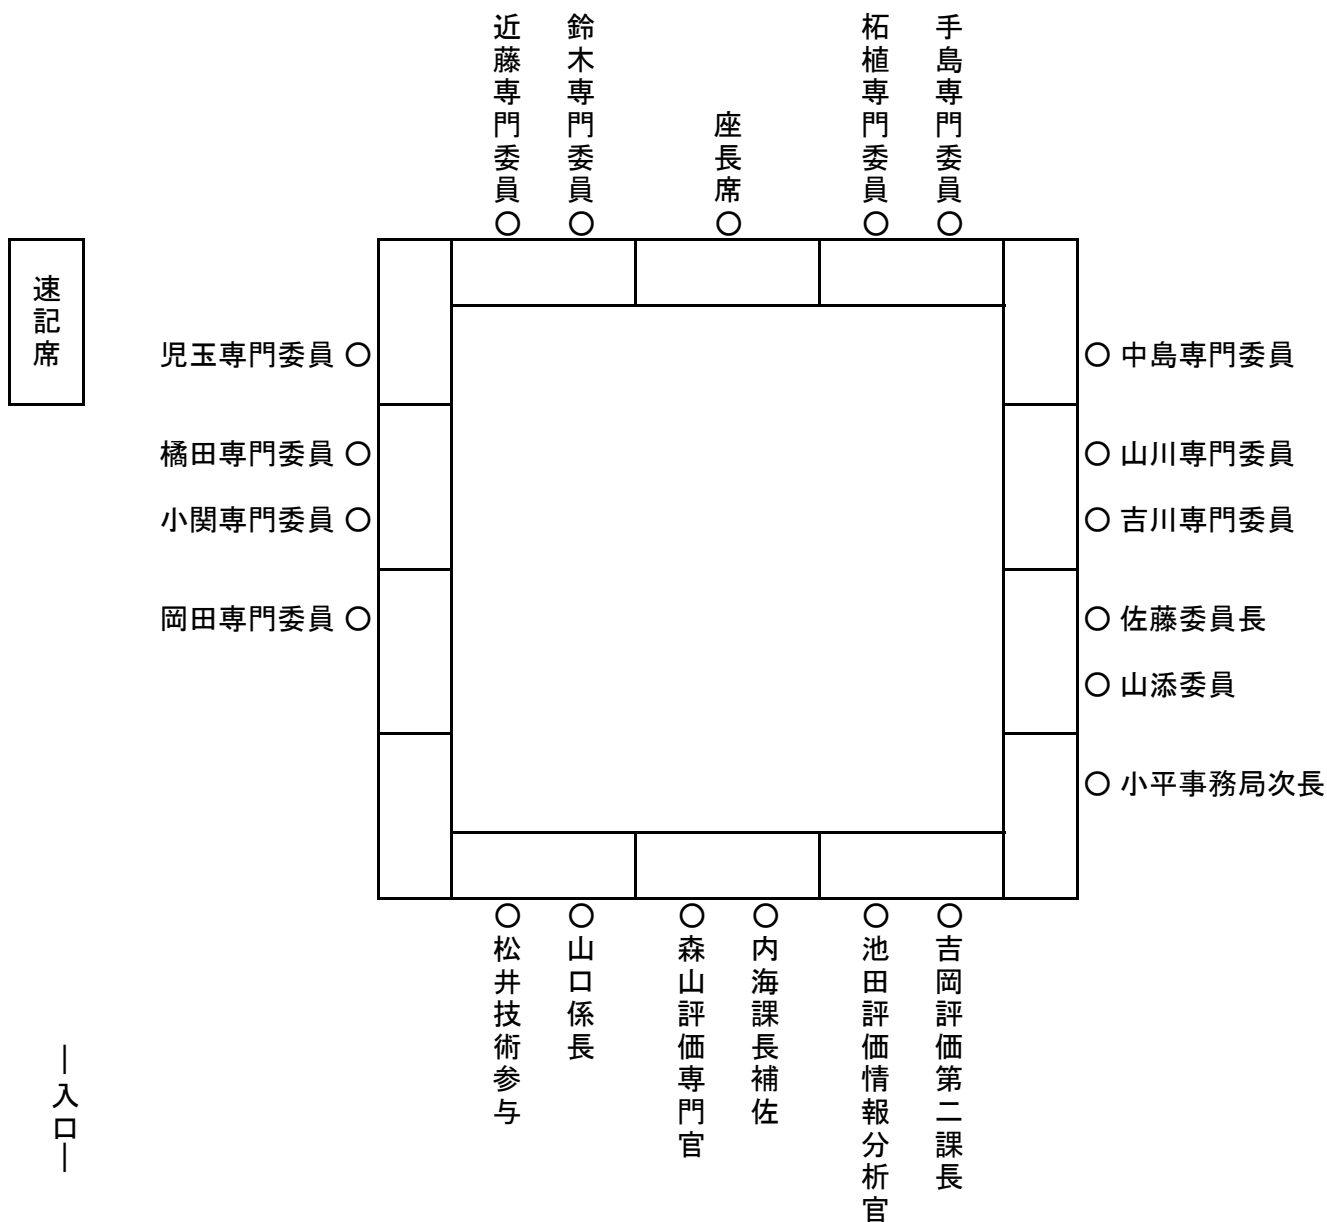 近藤専門委員
鈴木専門委員
座長席
柘植専門委員
手島専門委員
速記席
児玉専門委員
橘田専門委員
小関専門委員
岡田専門委員
中島専門委員
山川専門委員
吉川専門委員
佐藤委員長
山添委員
小平事務局次長
松井技術参与
山口係長
森山評価専門官
内海課長補佐
池田評価情報分析官
吉岡評価第二課長
―入口―